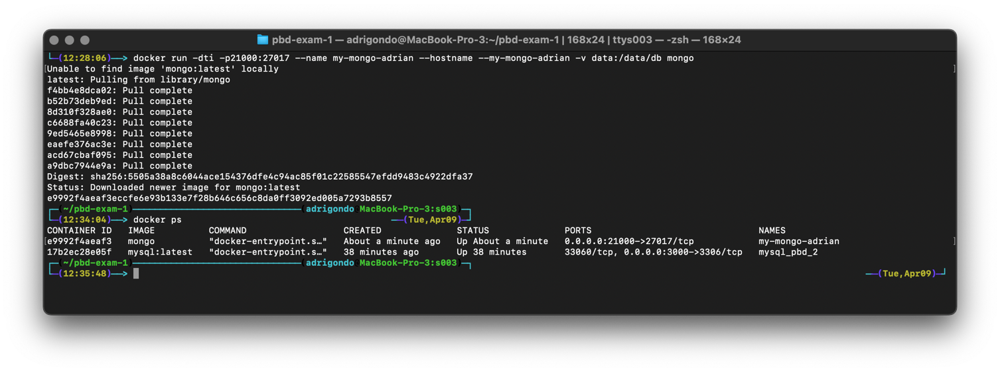 pbd-exam-1 — adrigondo@MacBook-Pro-3:~/pbd-exam-1 | 168x24 | ttys003 — -zsh — 168×24
└─(12:28:06)──> docker run -dti -p21000:27017 --name my-mongo-adrian --hostname --my-mongo-adrian -v data:/data/db mongo
[Unable to find image 'mongo:latest' locally ]
latest: Pulling from library/mongo
f4bb4e8dca02: Pull complete
b52b73deb9ed: Pull complete
8d310f328ae0: Pull complete
c6688fa40c23: Pull complete
9ed5465e8998: Pull complete
eaefe376ac3e: Pull complete
acd67cbaf095: Pull complete
a9dbc7944e9a: Pull complete
Digest: sha256:5505a38a8c6044ace154376dfe4c94ac85f01c22585547efdd9483c4922dfa37
Status: Downloaded newer image for mongo:latest
e9992f4aeaf3eccfe6e93b133e7f28b646c656c8da0ff3092ed005a7293b8557
┌─(~/pbd-exam-1)───────────────────────────────(adrigondo@MacBook-Pro-3:s003)─┐
└─(12:34:04)──> docker ps ──(Tue,Apr09)─┘
CONTAINER ID   IMAGE          COMMAND                  CREATED              STATUS              PORTS                               NAMES
[e9992f4aeaf3   mongo          "docker-entrypoint.s…"   About a minute ago   Up About a minute   0.0.0.0:21000->27017/tcp            my-mongo-adrian ]
17b2ec28e05f   mysql:latest   "docker-entrypoint.s…"   38 minutes ago       Up 38 minutes       33060/tcp, 0.0.0.0:3000->3306/tcp   mysql_pbd_2
┌─(~/pbd-exam-1)───────────────────────────────(adrigondo@MacBook-Pro-3:s003)─┐
└─(12:35:48)──> ──(Tue,Apr09)─┘